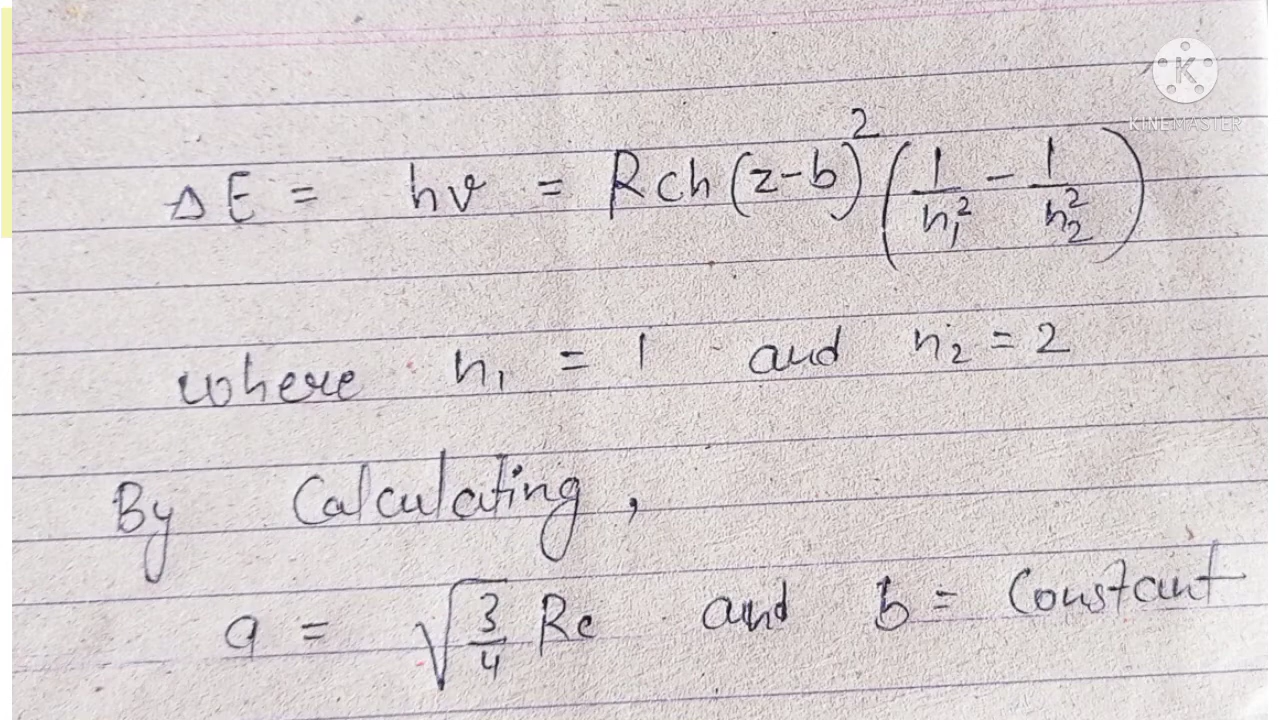 KINEMASTER
ΔE = hν = Rch(z-b)²(1/n₁² - 1/n₂²)
where n₁ = 1 and n₂ = 2
By Calculating,
a = √3/4 Rc and b = Constant